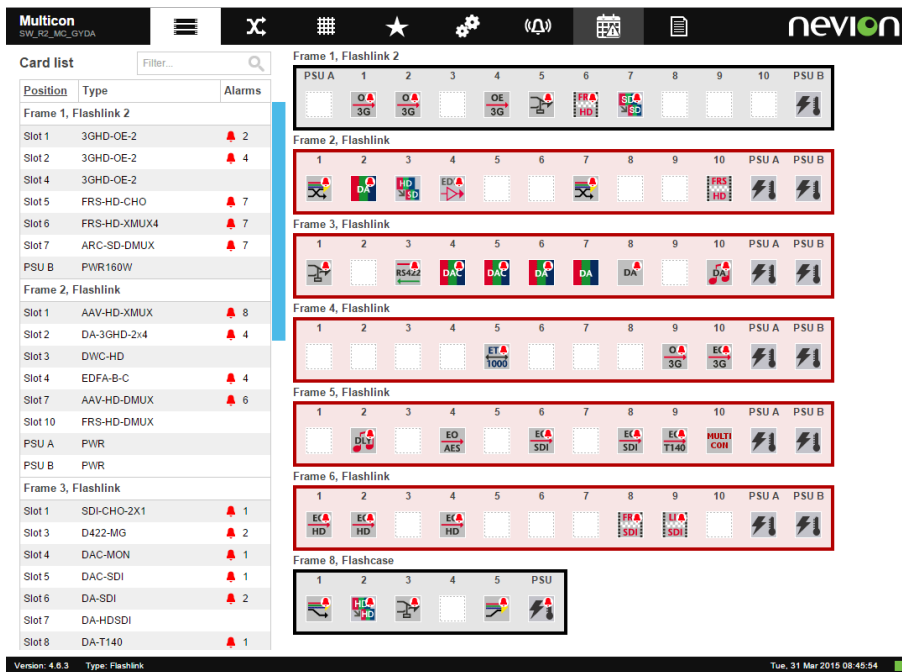 Multicon
SW_R2_MC_GYDA
nevion
Card list
Filter...
Position Type Alarms
Frame 1, Flashlink 2
Slot 1 3GHD-OE-2 2
Slot 2 3GHD-OE-2 4
Slot 4 3GHD-OE-2
Slot 5 FRS-HD-CHO 7
Slot 6 FRS-HD-XMUX4 7
Slot 7 ARC-SD-DMUX 7
PSU B PWR160W
Frame 2, Flashlink
Slot 1 AAV-HD-XMUX 8
Slot 2 DA-3GHD-2x4 4
Slot 3 DWC-HD
Slot 4 EDFA-B-C 4
Slot 7 AAV-HD-DMUX 6
Slot 10 FRS-HD-DMUX
PSU A PWR
PSU B PWR
Frame 3, Flashlink
Slot 1 SDI-CHO-2X1 1
Slot 3 D422-MG 2
Slot 4 DAC-MON 1
Slot 5 DAC-SDI 1
Slot 6 DA-SDI 2
Slot 7 DA-HDSDI
Slot 8 DA-T140 1
Frame 1, Flashlink 2
PSU A 1 2 3 4 5 6 7 8 9 10 PSU B
3G 3G OE 3G HD SD
Frame 2, Flashlink
1 2 3 4 5 6 7 8 9 10 PSU A PSU B
DA HD SD FRS HD
Frame 3, Flashlink
1 2 3 4 5 6 7 8 9 10 PSU A PSU B
RS422 DAC DAC DA DA DA DA
Frame 4, Flashlink
1 2 3 4 5 6 7 8 9 10 PSU A PSU B
1000 3G 3G
Frame 5, Flashlink
1 2 3 4 5 6 7 8 9 10 PSU A PSU B
DLY EO AES SDI SDI T140 MULTI CON
Frame 6, Flashlink
1 2 3 4 5 6 7 8 9 10 PSU A PSU B
HD HD HD SDI SDI
Frame 8, Flashcase
1 2 3 4 5 PSU
HD HD
Version: 4.6.3 Type: Flashlink Tue, 31 Mar 2015 08:45:54